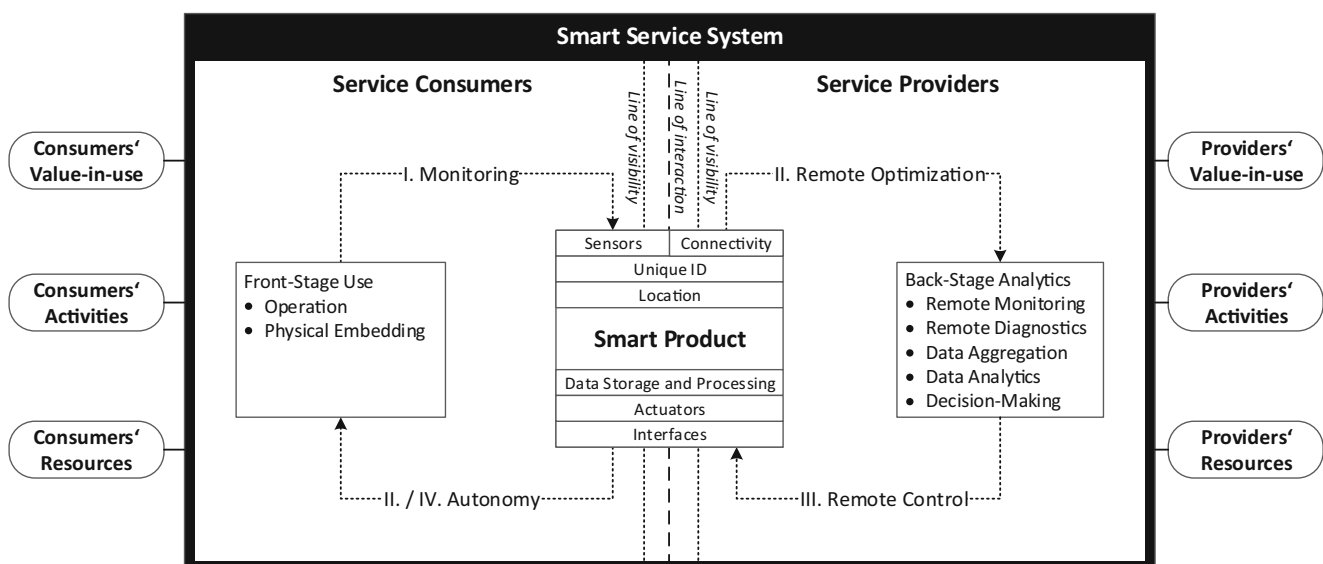 Smart Service System
Service Consumers
Service Providers
Line of visibility
Line of interaction
Line of visibility
Consumers‘
Value-in-use
Consumers‘
Activities
Consumers‘
Resources
I. Monitoring
II. Remote Optimization
Front-Stage Use
• Operation
• Physical Embedding
Sensors
Connectivity
Unique ID
Location
Smart Product
Data Storage and Processing
Actuators
Interfaces
Back-Stage Analytics
• Remote Monitoring
• Remote Diagnostics
• Data Aggregation
• Data Analytics
• Decision-Making
II. / IV. Autonomy
III. Remote Control
Providers‘
Value-in-use
Providers‘
Activities
Providers‘
Resources